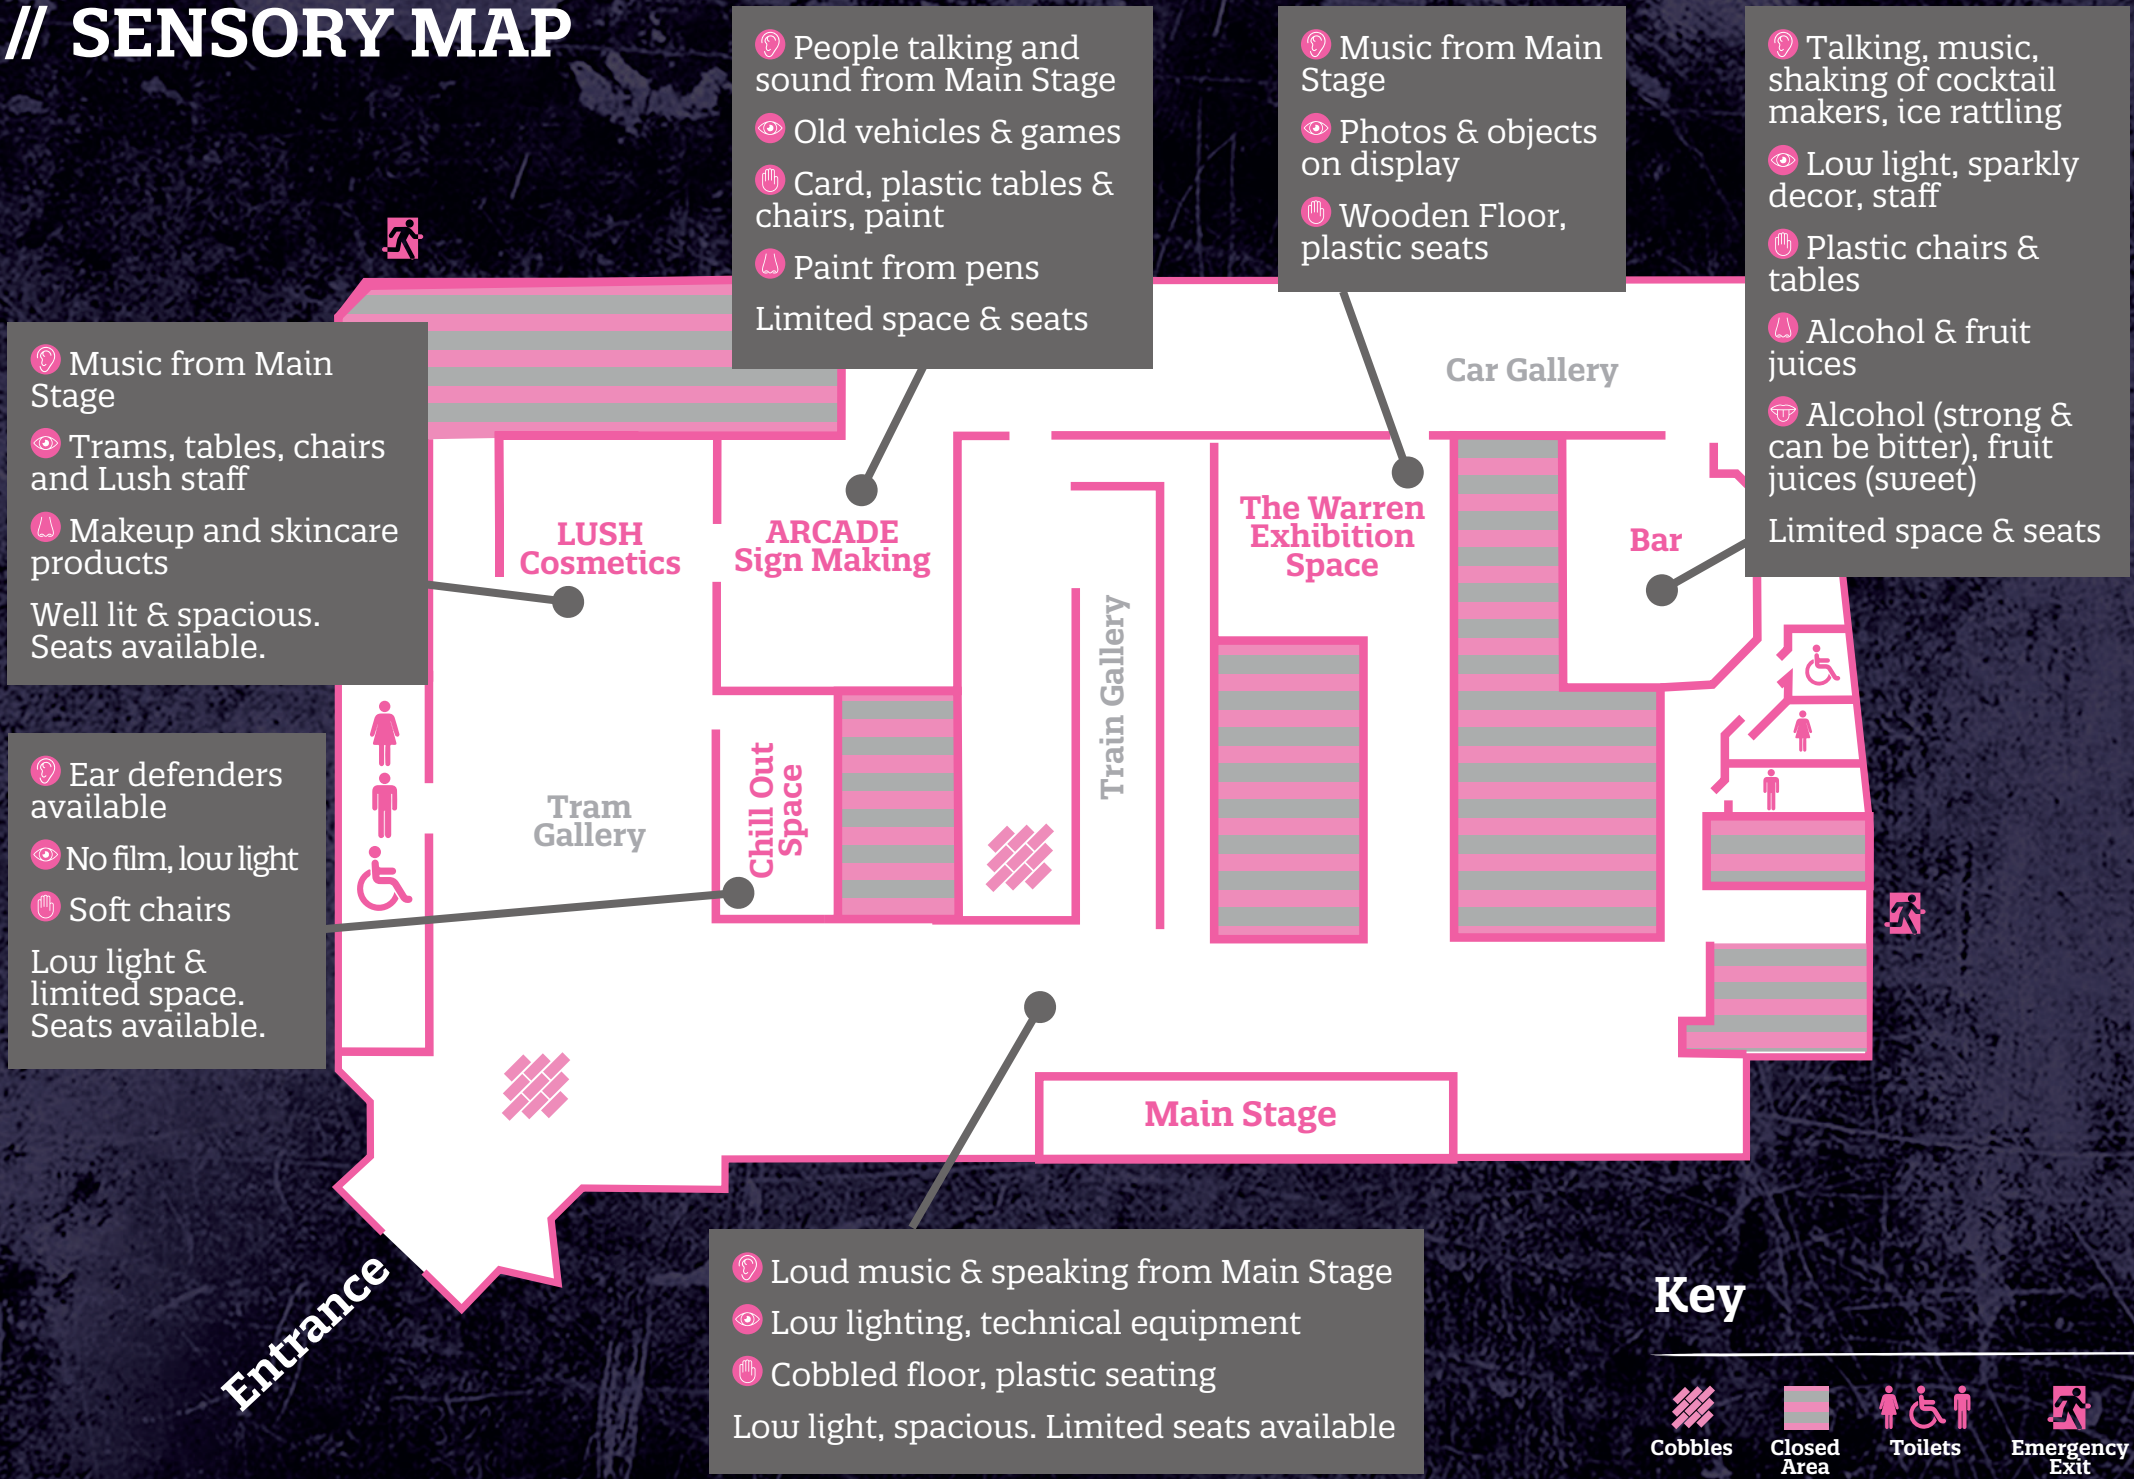 // SENSORY MAP
People talking and
sound from Main Stage
Old vehicles & games
Card, plastic tables &
chairs, paint
Paint from pens
Limited space & seats
Music from Main
Stage
Photos & objects
on display
Wooden Floor,
plastic seats
Talking, music,
shaking of cocktail
makers, ice rattling
Low light, sparkly
decor, staff
Plastic chairs &
tables
Alcohol & fruit
juices
Alcohol (strong &
can be bitter), fruit
juices (sweet)
Limited space & seats
Music from Main
Stage
Trams, tables, chairs
and Lush staff
Makeup and skincare
products
Well lit & spacious.
Seats available.
Car Gallery
LUSH
Cosmetics
ARCADE
Sign Making
The Warren
Exhibition
Space
Bar
Train Gallery
Ear defenders
available
No film, low light
Soft chairs
Low light &
limited space.
Seats available.
Tram
Gallery
Chill Out
Space
Main Stage
Entrance
Loud music & speaking from Main Stage
Low lighting, technical equipment
Cobbled floor, plastic seating
Low light, spacious. Limited seats available
Key
Cobbles
Closed
Area
Toilets
Emergency
Exit